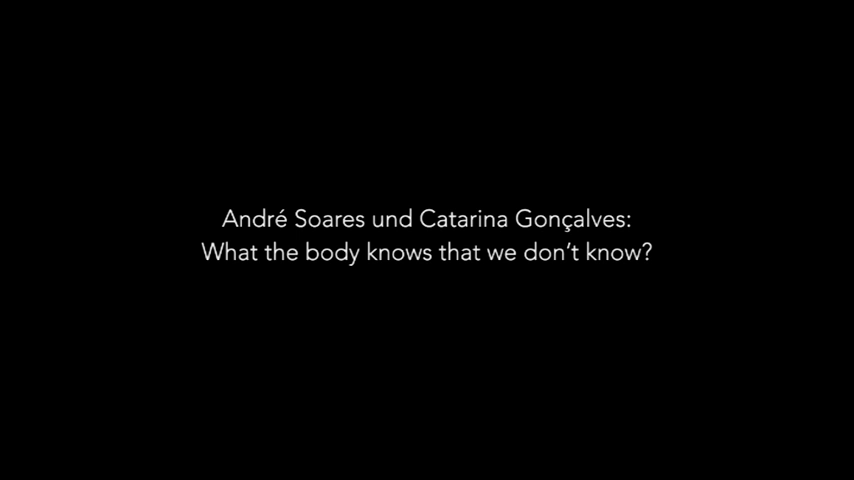 André Soares und Catarina Gonçalves:
What the body knows that we don’t know?